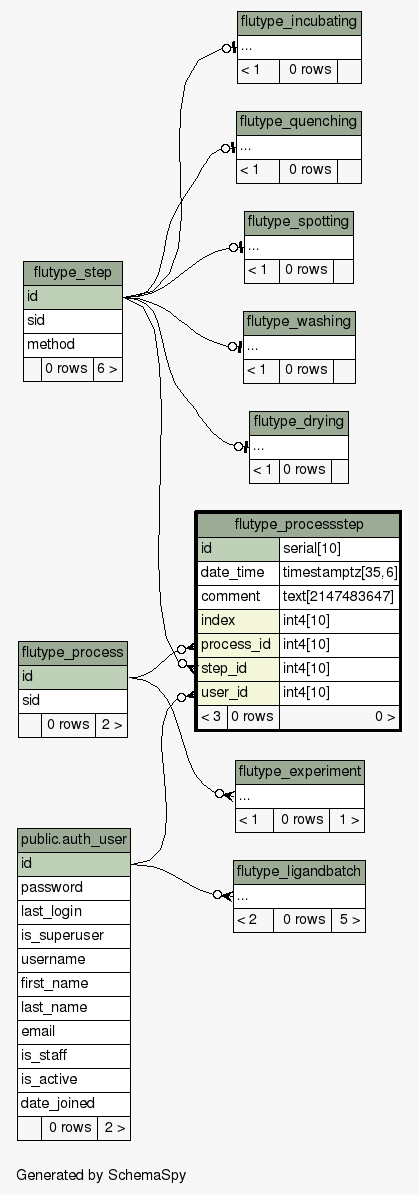 flutype_incubating
...
< 1 0 rows
flutype_quenching
...
< 1 0 rows
flutype_spotting
...
< 1 0 rows
flutype_step
id
sid
method
0 rows 6 >
flutype_washing
...
< 1 0 rows
flutype_drying
...
< 1 0 rows
flutype_processstep
id serial[10]
date_time timestamptz[35,6]
comment text[2147483647]
index int4[10]
process_id int4[10]
step_id int4[10]
user_id int4[10]
< 3 0 rows 0 >
flutype_process
id
sid
0 rows 2 >
flutype_experiment
...
< 1 0 rows 1 >
public.auth_user
id
password
last_login
is_superuser
username
first_name
last_name
email
is_staff
is_active
date_joined
0 rows 2 >
flutype_ligandbatch
...
< 2 0 rows 5 >
Generated by SchemaSpy